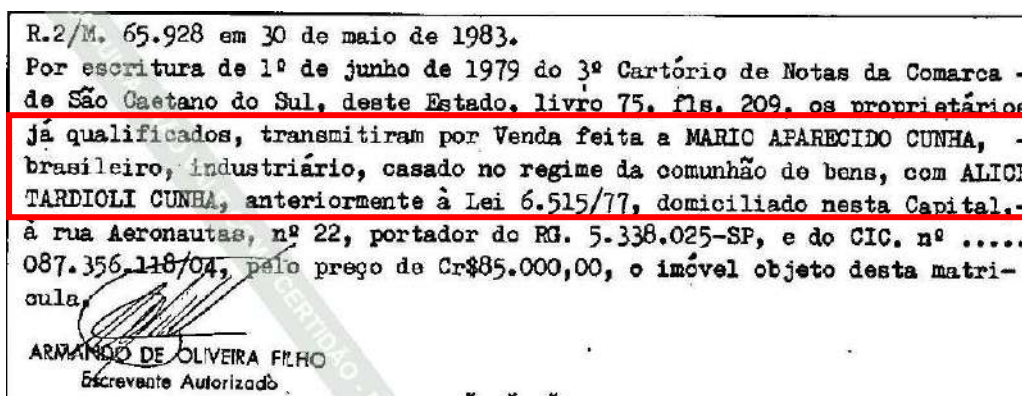 R.2/M. 65.928 em 30 de maio de 1983.
Por escritura de 1º de junho de 1979 do 3º Cartório de Notas da Comarca -
de São Caetano do Sul, deste Estado, livro 75, fls. 209, os proprietários
já qualificados, transmitiram por Venda feita a MARIO APARECIDO CUNHA, -
brasileiro, industriário, casado no regime da comunhão de bens, com ALICE
TARDIOLI CUNHA, anteriormente à Lei 6.515/77, domiciliado nesta Capital,-
à rua Aeronautas, nº 22, portador do RG. 5.338.025-SP, e do CIC. nº .....
087.356.118/04, pelo preço de Cr$85.000,00, o imóvel objeto desta matri-
cula.
ARMANDO DE OLIVEIRA FILHO
Escrevente Autorizado
CERTIDÃO